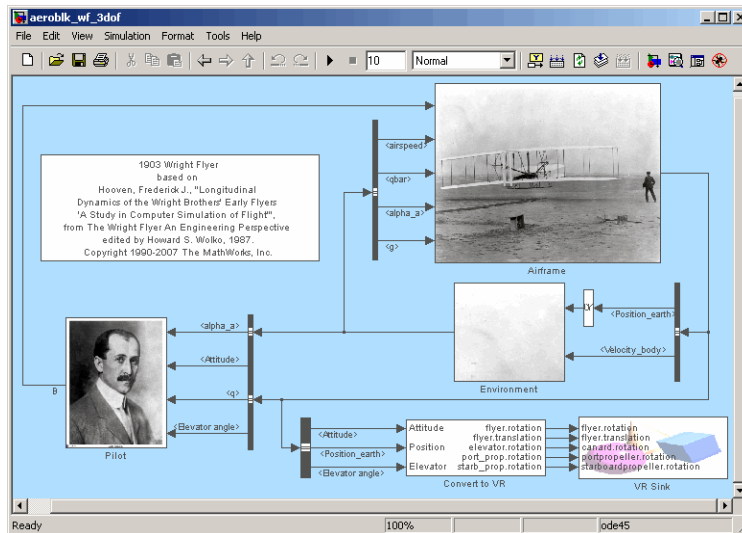 aeroblk_wf_3dof
File Edit View Simulation Format Tools Help
10 Normal
1903 Wright Flyer
based on
Hooven, Frederick J., "Longitudinal
Dynamics of the Wright Brothers' Early Flyers
'A Study in Computer Simulation of Flight'",
from The Wright Flyer An Engineering Perspective
edited by Howard S. Wolko, 1987.
Copyright 1990-2007 The MathWorks, Inc.
<airspeed>
<qbar>
<alpha_a>
<g>
Airframe
<Position_earth>
<Velocity_body>
Environment
<alpha_a>
<Attitude>
<q>
<Elevator angle>
B
Pilot
<Attitude>
<Position_earth>
<Elevator angle>
Attitude
Position
Elevator
flyer.rotation
flyer.translation
elevator.rotation
port_prop.rotation
starb_prop.rotation
Convert to VR
flyer.rotation
flyer.translation
canard.rotation
portpropeller.rotation
starboardpropeller.rotation
VR Sink
Ready 100% ode45